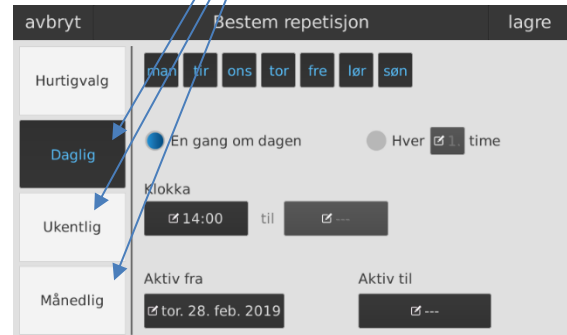 avbryt Bestem repetisjon lagre
Hurtigvalg
Daglig
Ukentlig
Månedlig
man tir ons tor fre lør søn
En gang om dagen Hver 1. time
Klokka
14:00 til ---
Aktiv fra Aktiv til
tor. 28. feb. 2019 ---